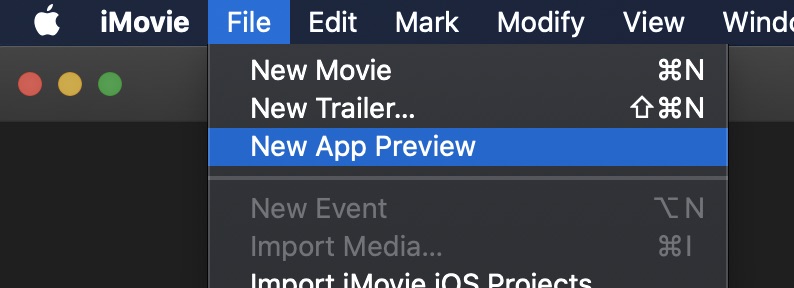 iMovie File Edit Mark Modify View
New Movie ⌘N
New Trailer... ⇧⌘N
New App Preview
New Event ⌥N
Import Media... ⌘I
Import iMovie iOS Projects